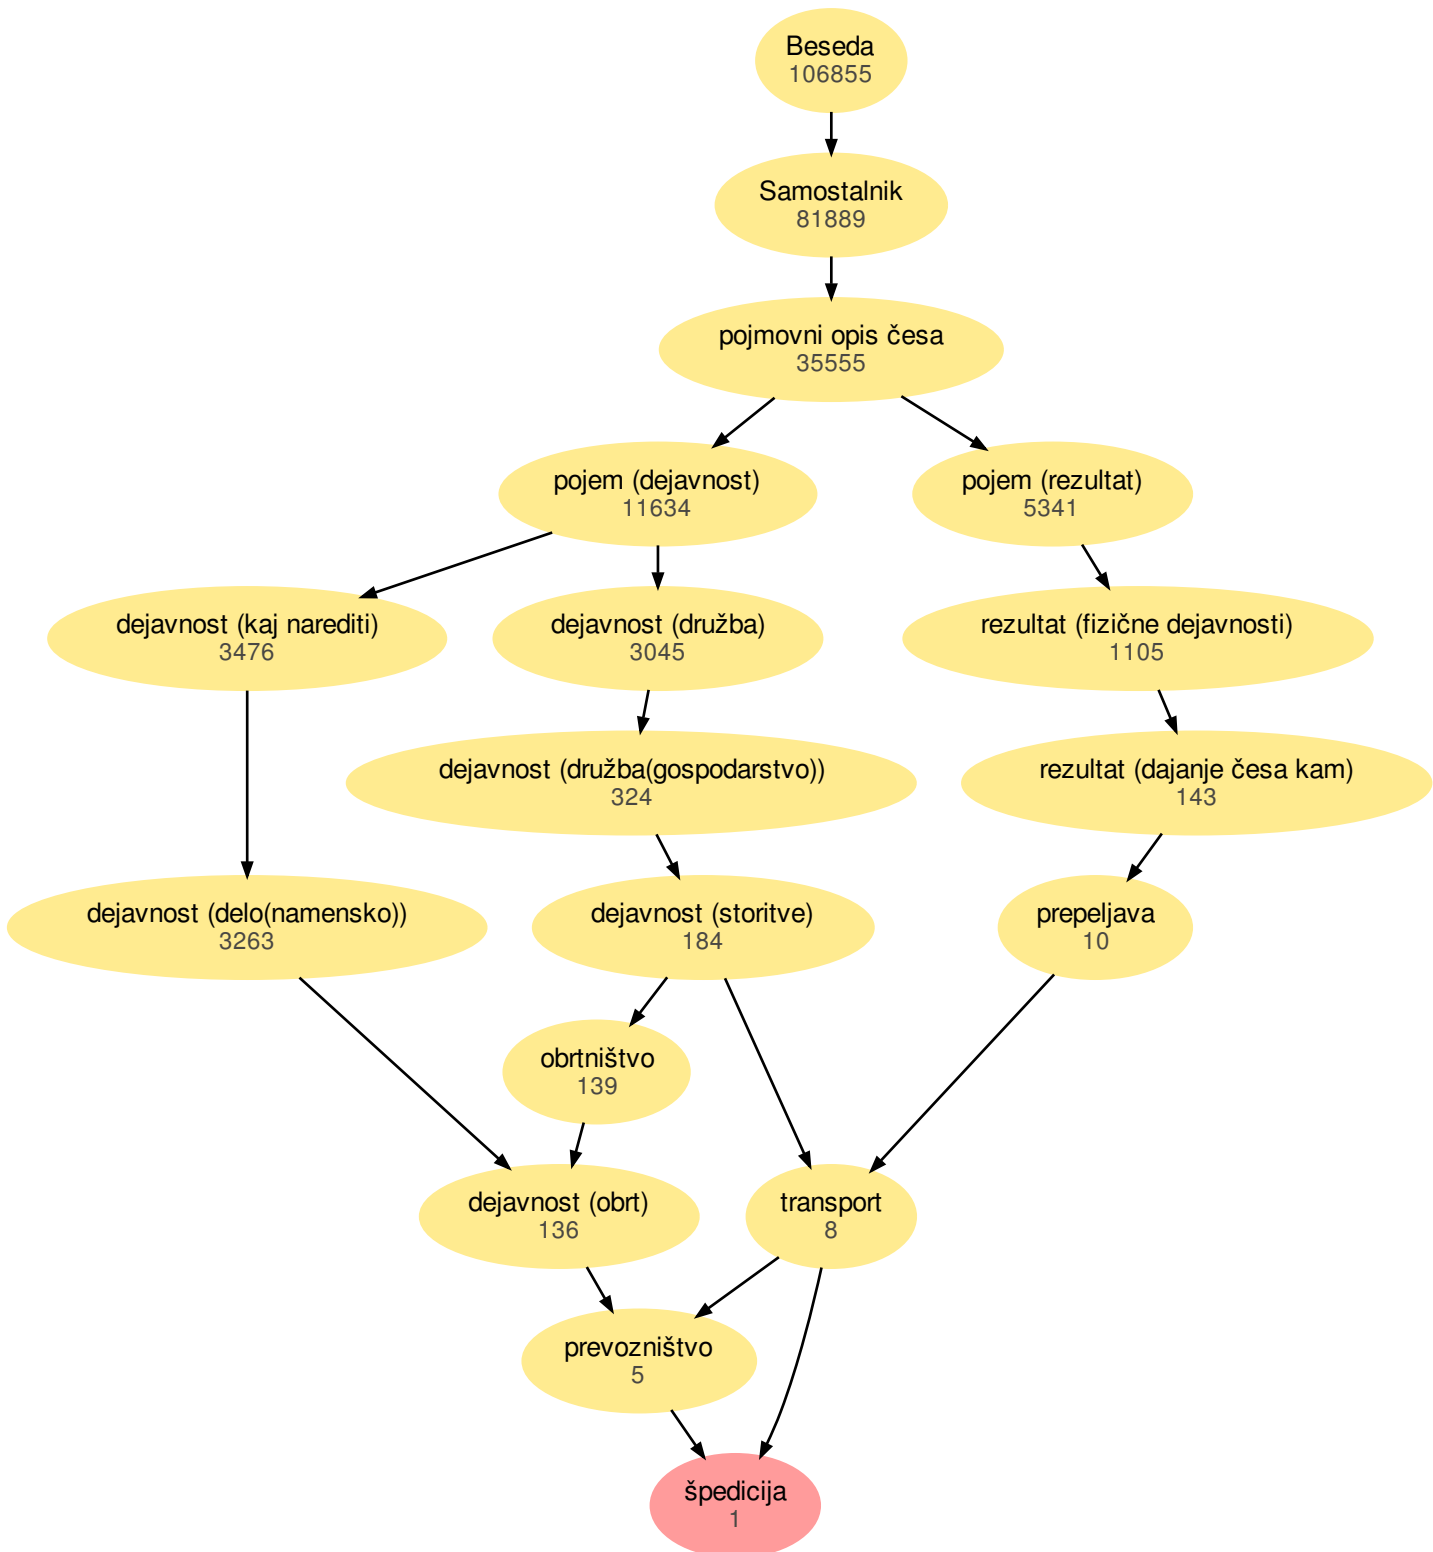 Beseda
106855
Samostalnik
81889
pojmovni opis česa
35555
pojem (dejavnost)
11634
pojem (rezultat)
5341
dejavnost (kaj narediti)
3476
dejavnost (družba)
3045
rezultat (fizične dejavnosti)
1105
dejavnost (družba(gospodarstvo))
324
rezultat (dajanje česa kam)
143
dejavnost (delo(namensko))
3263
dejavnost (storitve)
184
prepeljava
10
obrtništvo
139
dejavnost (obrt)
136
transport
8
prevozništvo
5
špedicija
1